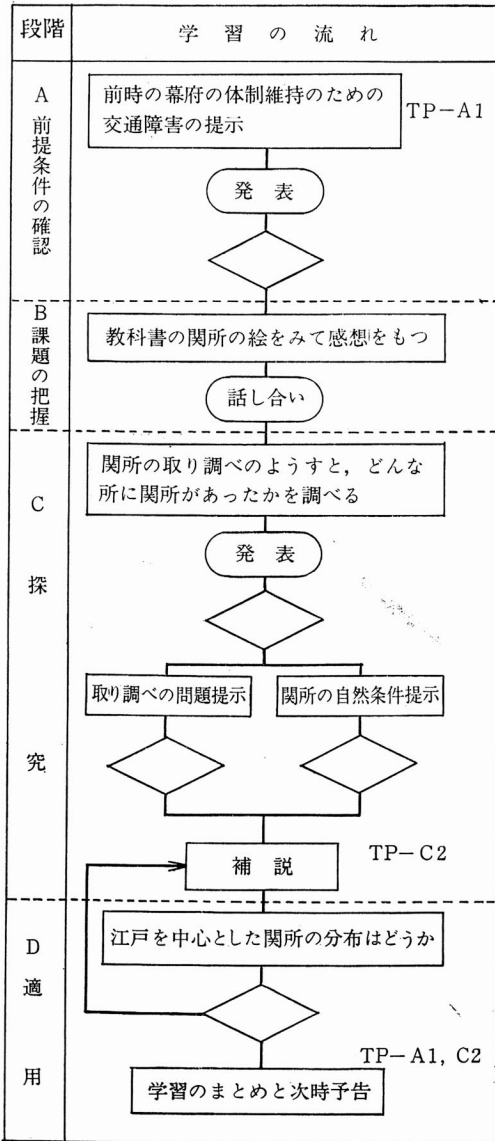 段階
学習の流れ
A 前提条件の確認
前時の幕府の体制維持のための
交通障害の提示
TP－A1
発表
B 課題の把握
教科書の関所の絵をみて感想をもつ
話し合い
C 探究
関所の取り調べのようすと，どんな
所に関所があったかを調べる
発表
取り調べの問題提示
関所の自然条件提示
補説
TP－C2
D 適用
江戸を中心とした関所の分布はどうか
TP－A1, C2
学習のまとめと次時予告